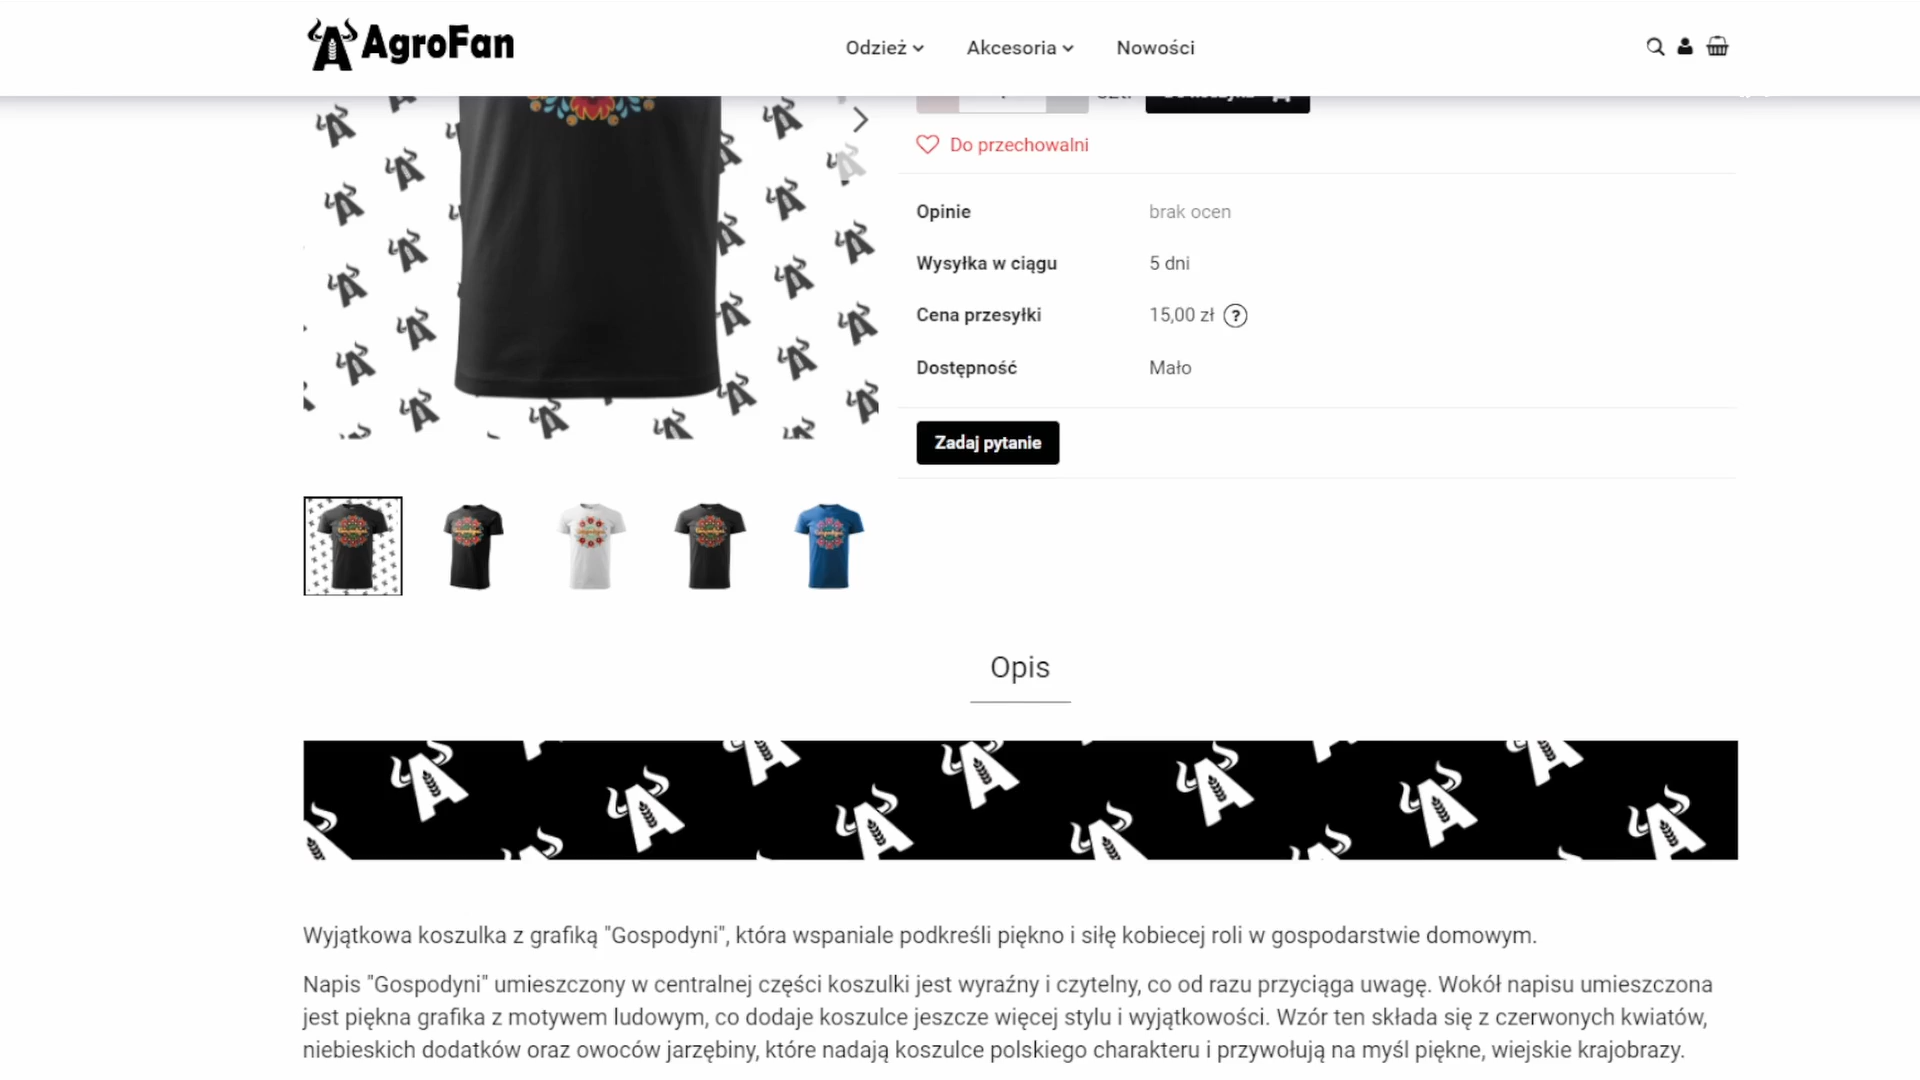 AgroFan
Odzież
Akcesoria
Nowości
Do przechowalni
Opinie brak ocen
Wysyłka w ciągu 5 dni
Cena przesyłki 15,00 zł ?
Dostępność Mało
Zadaj pytanie
Opis
Wyjątkowa koszulka z grafiką "Gospodyni", która wspaniale podkreśli piękno i siłę kobiecej roli w gospodarstwie domowym.
Napis "Gospodyni" umieszczony w centralnej części koszulki jest wyraźny i czytelny, co od razu przyciąga uwagę. Wokół napisu umieszczona
jest piękna grafika z motywem ludowym, co dodaje koszulce jeszcze więcej stylu i wyjątkowości. Wzór ten składa się z czerwonych kwiatów,
niebieskich dodatków oraz owoców jarzębiny, które nadają koszulce polskiego charakteru i przywołują na myśl piękne, wiejskie krajobrazy.